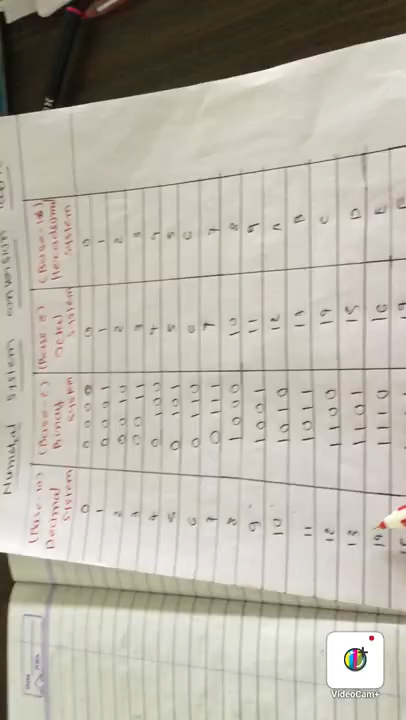 Numeral system conversion
(Base 10) Decimal system | (Base-2) Binary system | (Base 8) Octal system | (Base 16) Hexadecimal system
0 | 0000 | 0 | 0
1 | 0001 | 1 | 1
2 | 0010 | 2 | 2
3 | 0011 | 3 | 3
4 | 0100 | 4 | 4
5 | 0101 | 5 | 5
6 | 0110 | 6 | 6
7 | 0111 | 7 | 7
8 | 1000 | 10 | 8
9 | 1001 | 11 | 9
10 | 1010 | 12 | A
11 | 1011 | 13 | B
12 | 1100 | 14 | C
13 | 1101 | 15 | D
14 | 1110 | 16 | E
VideoCam+